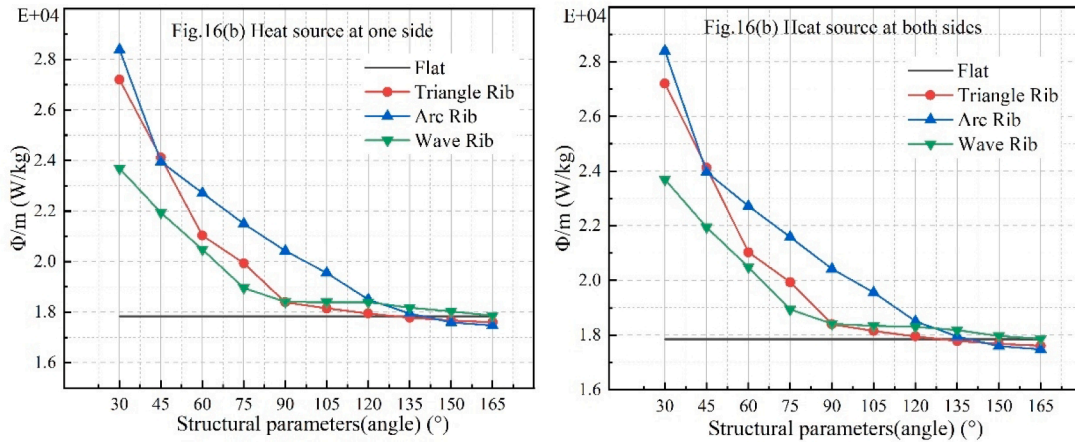 E+04
Fig.16(b) Heat source at one side
Flat
Triangle Rib
Arc Rib
Wave Rib
2.8
2.6
2.4
2.2
2.0
1.8
1.6
Φ/m (W/kg)
30 45 60 75 90 105 120 135 150 165
Structural parameters(angle) (°)
E+04
Fig.16(b) Heat source at both sides
Flat
Triangle Rib
Arc Rib
Wave Rib
2.8
2.6
2.4
2.2
2.0
1.8
1.6
Φ/m (W/kg)
30 45 60 75 90 105 120 135 150 165
Structural parameters(angle) (°)